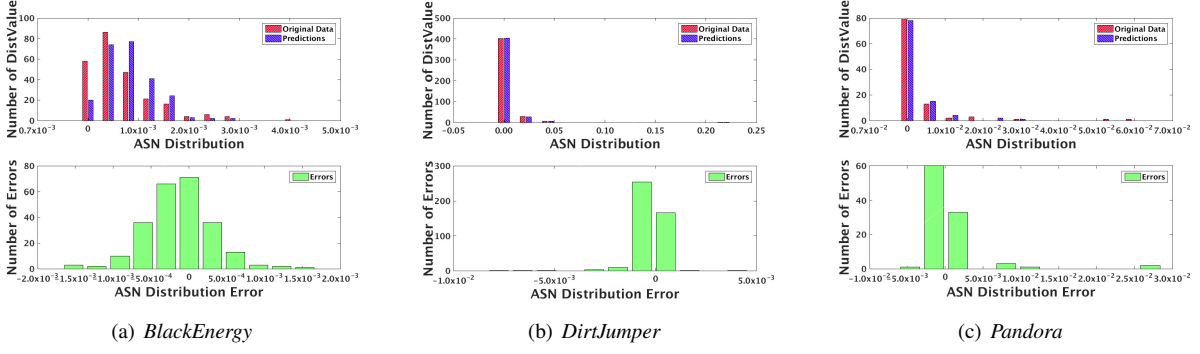 Number of DistValue
100
80
60
40
20
0
Original Data
Predictions
0.7x10⁻³ 0 1.0x10⁻³ 2.0x10⁻³ 3.0x10⁻³ 4.0x10⁻³ 5.0x10⁻³
ASN Distribution
Number of Errors
80
60
40
20
0
Errors
−2.0x10⁻³ 1.5x10⁻³ −1.0x10⁻³ −5.0x10⁻⁴ 0 5.0x10⁻⁴ 1.0x10⁻³ 1.5x10⁻³ 2.0x10⁻³
ASN Distribution Error
(a) BlackEnergy
Number of DistValue
500
400
300
200
100
0
Original Data
Predictions
−0.05 0.00 0.05 0.10 0.15 0.20 0.25
ASN Distribution
Number of Errors
300
200
100
0
Errors
−1.0x10⁻² −5.0x10⁻³ 0 5.0x10⁻³
ASN Distribution Error
(b) DirtJumper
Number of DistValue
80
60
40
20
0
Original Data
Predictions
0.7x10⁻² 0 1.0x10⁻² 2.0x10⁻² 3.0x10⁻² 4.0x10⁻² 5.0x10⁻² 6.0x10⁻² 7.0x10⁻²
ASN Distribution
Number of Errors
60
40
20
0
Errors
−1.0x10⁻² 5.0x10⁻³ 0 5.0x10⁻³ 1.0x10⁻² 1.5x10⁻² 2.0x10⁻² 2.5x10⁻² 3.0x10⁻²
ASN Distribution Error
(c) Pandora